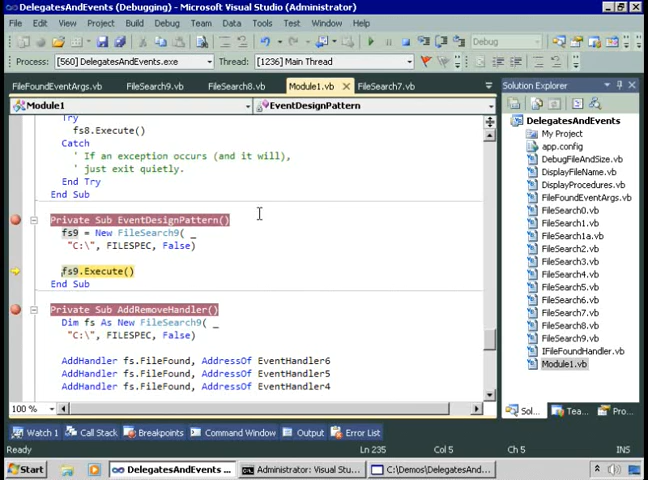 DelegatesAndEvents (Debugging) - Microsoft Visual Studio (Administrator)
File Edit View Project Build Debug Team Data Tools Test Window Help
Debug
Process: [560] DelegatesAndEvents.exe Thread: [1236] Main Thread
FileFoundEventArgs.vb FileSearch9.vb FileSearch8.vb Module1.vb FileSearch7.vb
Module1 EventDesignPattern
Try
fs8.Execute()
Catch
' If an exception occurs (and it will),
' just exit quietly.
End Try
End Sub
Private Sub EventDesignPattern()
fs9 = New FileSearch9( _
"C:\", FILESPEC, False)
fs9.Execute()
End Sub
Private Sub AddRemoveHandler()
Dim fs As New FileSearch9( _
"C:\", FILESPEC, False)
AddHandler fs.FileFound, AddressOf EventHandler6
AddHandler fs.FileFound, AddressOf EventHandler5
AddHandler fs.FileFound, AddressOf EventHandler4
100 %
Solution Explorer
DelegatesAndEvents
My Project
app.config
DebugFileAndSize.vb
DisplayFileName.vb
DisplayProcedures.vb
FileFoundEventArgs.vb
FileSearch0.vb
FileSearch1.vb
FileSearch1a.vb
FileSearch2.vb
FileSearch3.vb
FileSearch4.vb
FileSearch5.vb
FileSearch6.vb
FileSearch7.vb
FileSearch8.vb
FileSearch9.vb
IFileFoundHandler.vb
Module1.vb
Sol... Tea... Pro...
Watch 1 Call Stack Breakpoints Command Window Output Error List
Ready Ln 235 Col 5 Ch 5 INS
Start DelegatesAndEvents ... Administrator: Visual Stu... C:\Demos\DelegatesAnd...